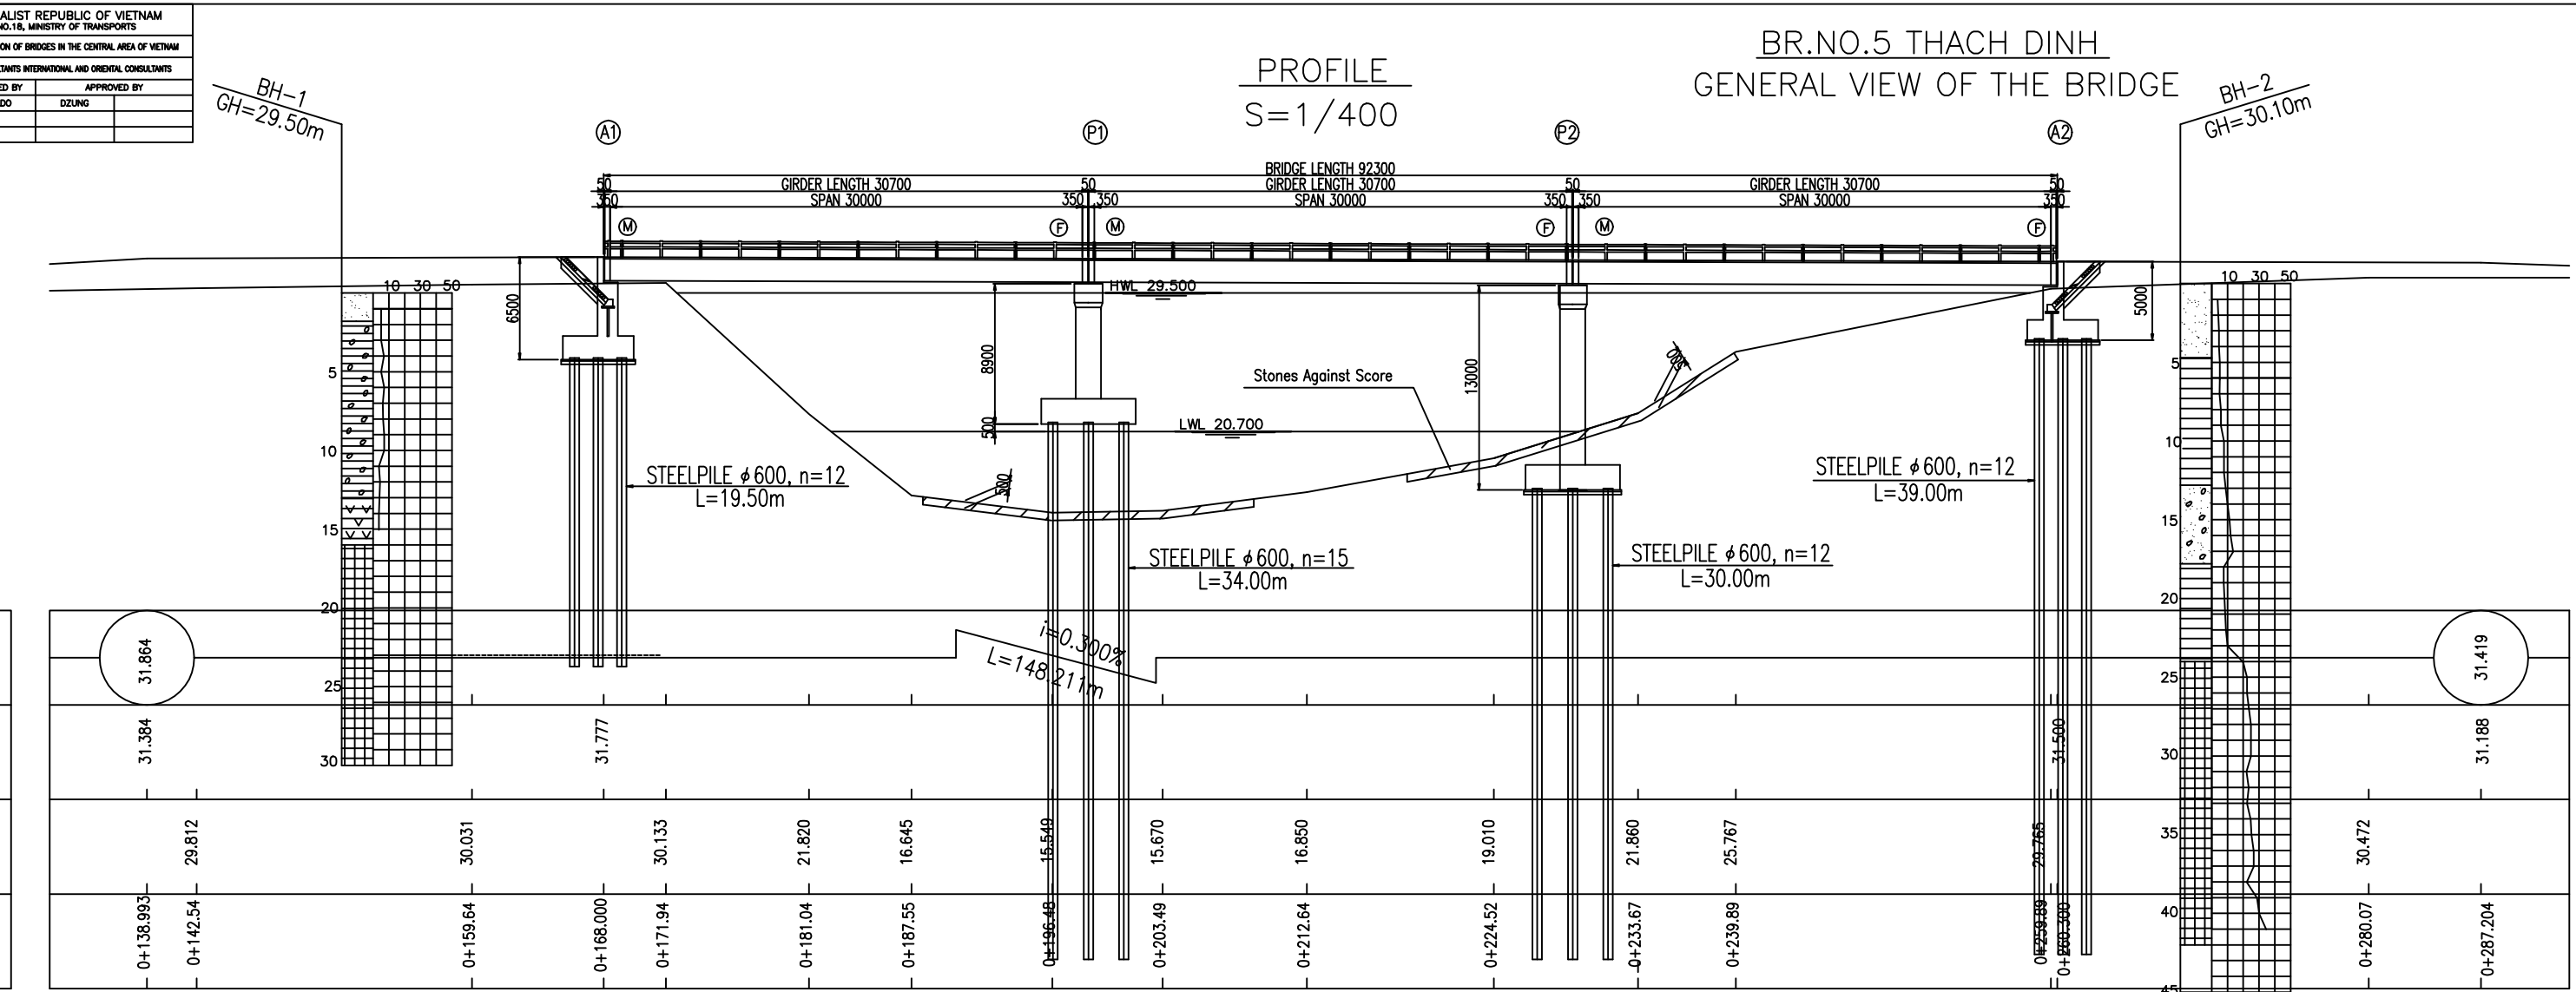 REPUBLIC OF VIETNAM
NO.18, MINISTRY OF TRANSPORTS
OF BRIDGES IN THE CENTRAL AREA OF VIETNAM
INTERNATIONAL AND ORIENTAL CONSULTANTS
BY APPROVED BY
DZUNG
BH-1
GH=29.50m
PROFILE
S=1/400
BR.NO.5 THACH DINH
GENERAL VIEW OF THE BRIDGE
BH-2
GH=30.10m
A1 P1 P2 A2
BRIDGE LENGTH 92300
50 GIRDER LENGTH 30700 50 GIRDER LENGTH 30700 50 GIRDER LENGTH 30700 50
350 SPAN 30000 350 350 SPAN 30000 350 350 SPAN 30000 350
M F M F M F
10 30 50
10 30 50
HWL 29.500
6500
8900
500
13000
5000
500
Stones Against Score
LWL 20.700
500
STEELPILE ϕ600, n=12
L=19.50m
STEELPILE ϕ600, n=15
L=34.00m
STEELPILE ϕ600, n=12
L=30.00m
STEELPILE ϕ600, n=12
L=39.00m
5
10
15
20
25
30
5
10
15
20
25
30
35
40
45
31.864
i=0.300%
L=148.211m
31.419
31.384 31.777 31.500 31.188
29.812 30.031 30.133 21.820 16.645 15.549 15.670 16.850 19.010 21.860 25.767 29.765 30.472
0+138.993 0+142.54 0+159.64 0+168.000 0+171.94 0+181.04 0+187.55 0+196.48 0+203.49 0+212.64 0+224.52 0+233.67 0+239.89 0+259.89 0+260.300 0+280.07 0+287.204